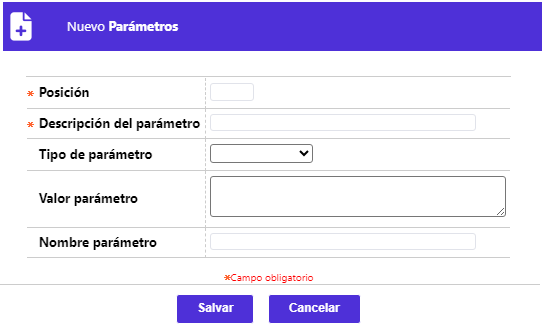 Nuevo Parámetros
* Posición
* Descripción del parámetro
Tipo de parámetro
Valor parámetro
Nombre parámetro
*Campo obligatorio
Salvar
Cancelar